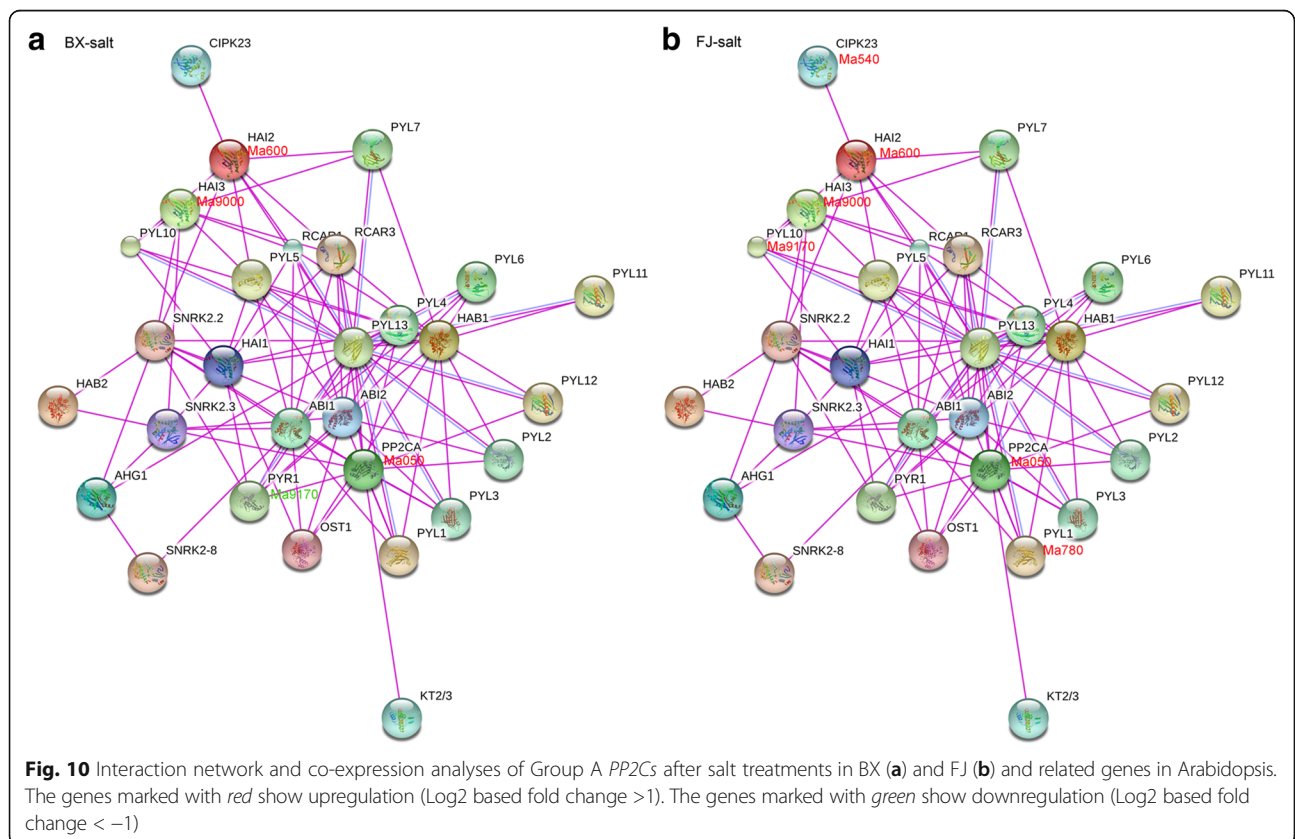 a BX-salt
CIPK23
HAI2
Ma600
PYL7
HAI3
Ma9000
PYL10
RCAR1
RCAR3
PYL5
PYL6
PYL11
PYL4
SNRK2.2
PYL13
HAB1
HAI1
HAB2
PYL12
SNRK2.3
ABI1
ABI2
PYL2
PP2CA
Ma050
AHG1
PYR1
Ma9170
PYL3
OST1
PYL1
SNRK2-8
KT2/3
b FJ-salt
CIPK23
Ma540
HAI2
Ma600
PYL7
HAI3
Ma9000
PYL10
Ma9170
RCAR1
RCAR3
PYL5
PYL6
PYL11
PYL4
SNRK2.2
PYL13
HAB1
HAI1
HAB2
PYL12
SNRK2.3
ABI1
ABI2
PYL2
PP2CA
Ma050
AHG1
PYR1
PYL3
OST1
PYL1
Ma780
SNRK2-8
KT2/3
Fig. 10 Interaction network and co-expression analyses of Group A PP2Cs after salt treatments in BX (a) and FJ (b) and related genes in Arabidopsis.
The genes marked with red show upregulation (Log2 based fold change >1). The genes marked with green show downregulation (Log2 based fold
change < −1)